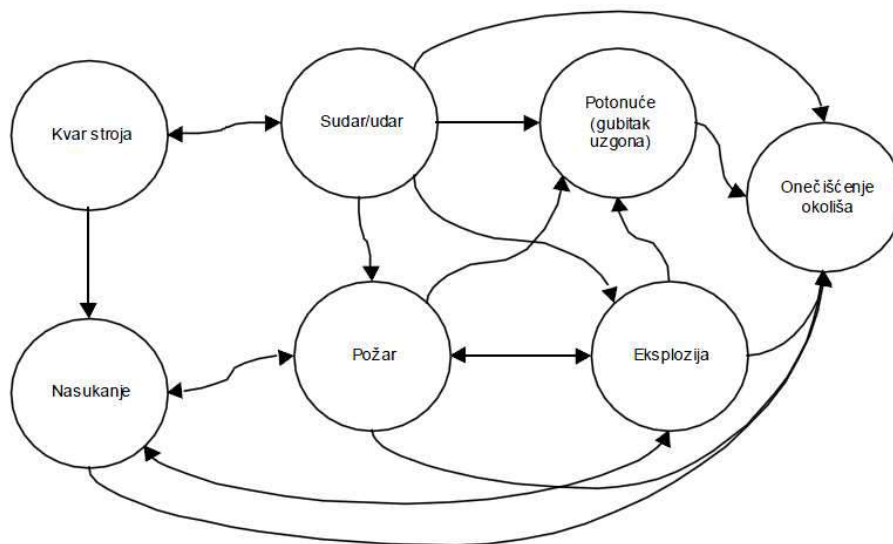 Kvar stroja
Sudar/udar
Potonuće
(gubitak
uzgona)
Onečišćenje
okoliša
Nasukanje
Požar
Eksplozija